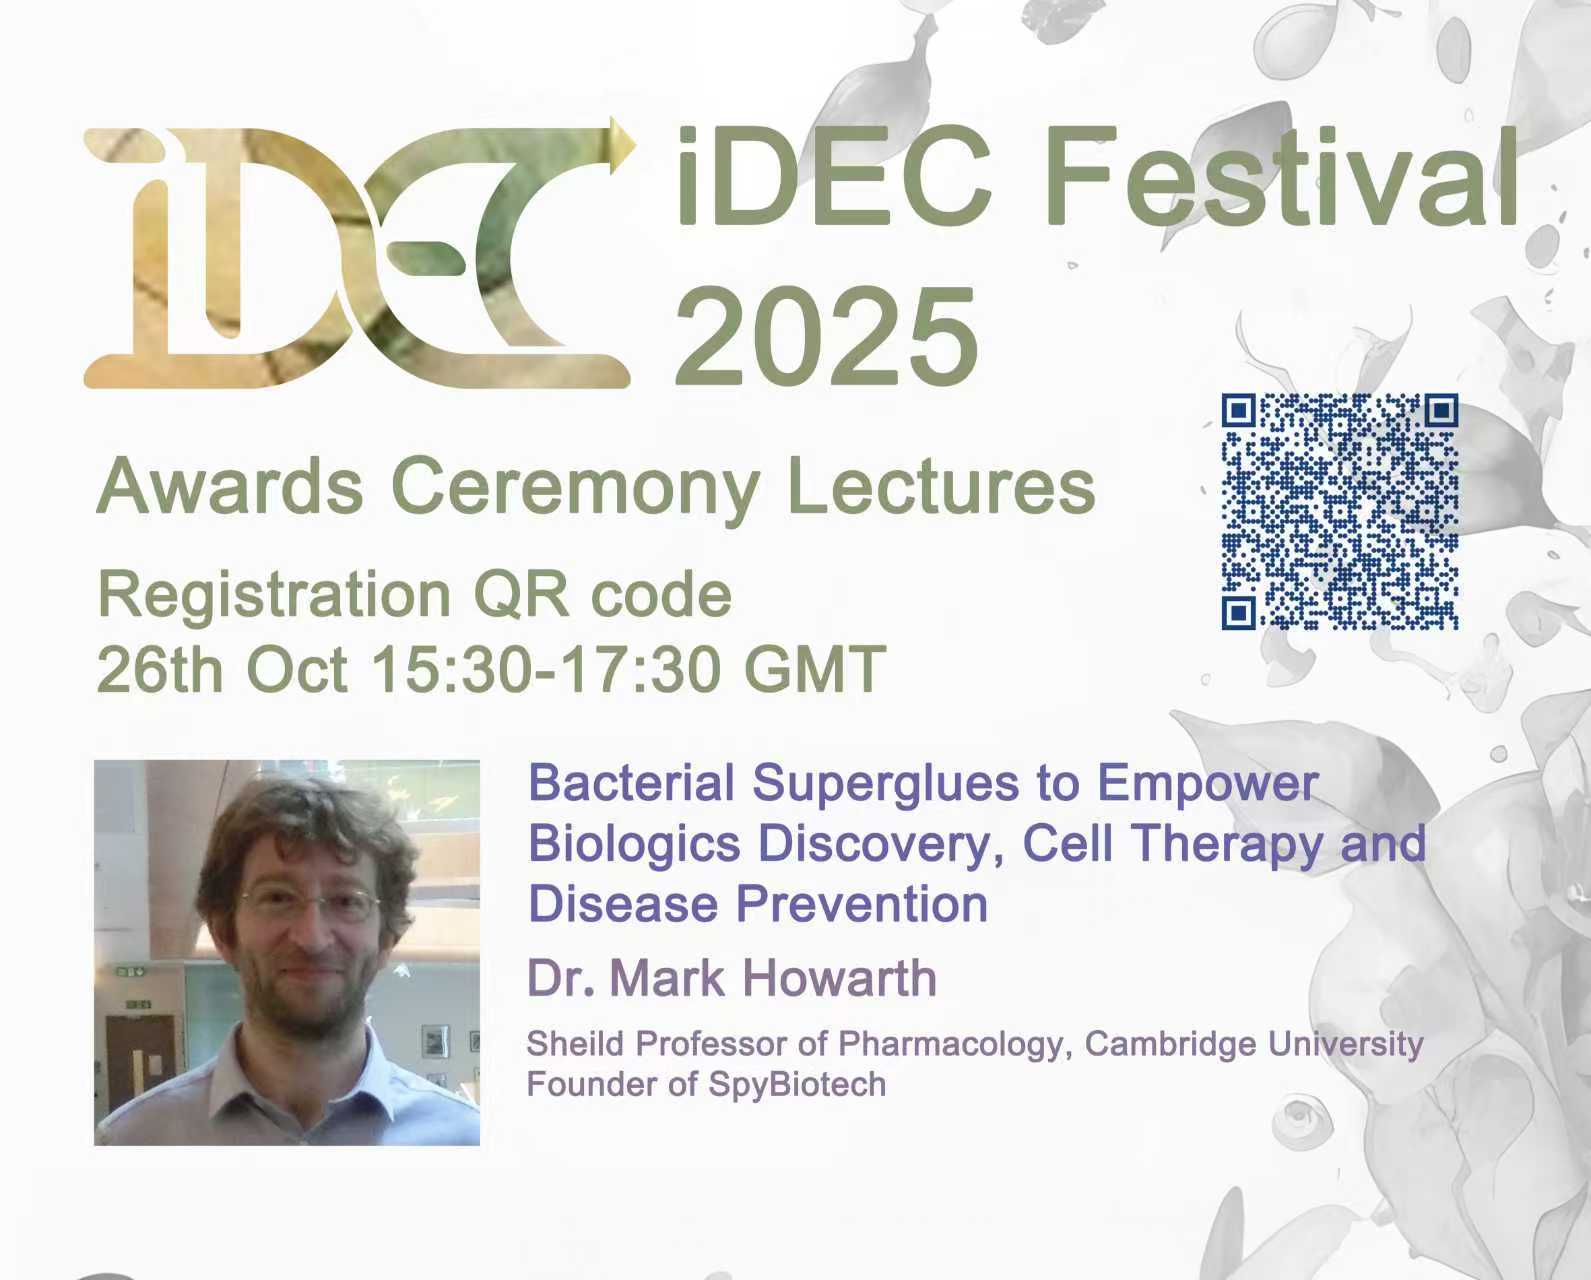 iDEC
iDEC Festival
2025
Awards Ceremony Lectures
Registration QR code
26th Oct 15:30-17:30 GMT
Bacterial Superglues to Empower
Biologics Discovery, Cell Therapy and
Disease Prevention
Dr. Mark Howarth
Sheild Professor of Pharmacology, Cambridge University
Founder of SpyBiotech